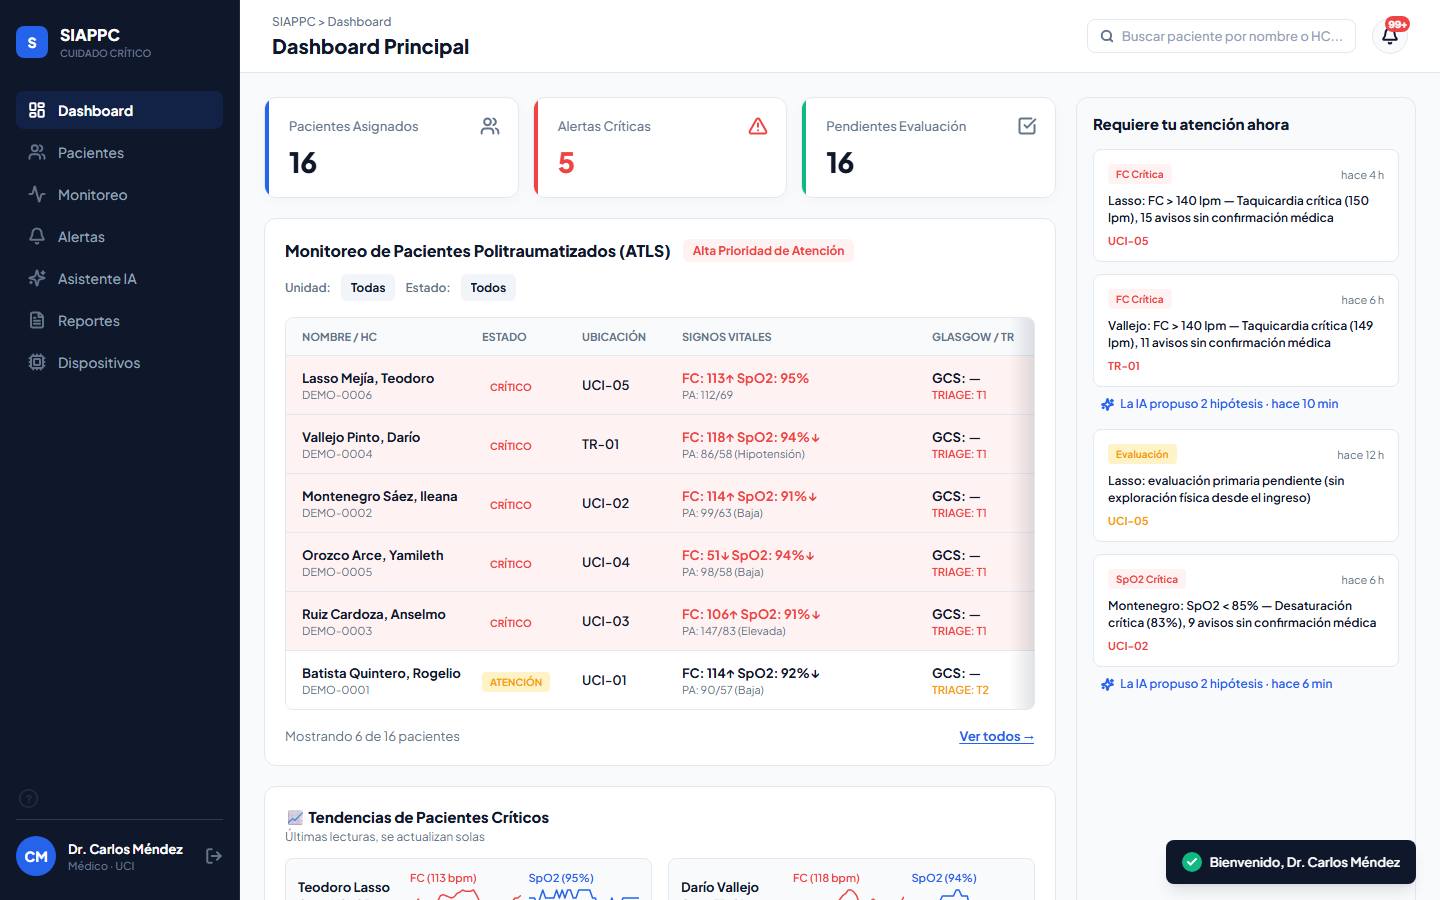 S
SIAPPC
CUIDADO CRÍTICO
Dashboard
Pacientes
Monitoreo
Alertas
Asistente IA
Reportes
Dispositivos
?
CM
Dr. Carlos Méndez
Médico · UCI
SIAPPC > Dashboard
Dashboard Principal
Buscar paciente por nombre o HC...
99+
Pacientes Asignados
16
Alertas Críticas
5
Pendientes Evaluación
16
Monitoreo de Pacientes Politraumatizados (ATLS)
Alta Prioridad de Atención
Unidad: Todas Estado: Todos
NOMBRE / HC ESTADO UBICACIÓN SIGNOS VITALES GLASGOW / TR
Lasso Mejía, Teodoro
DEMO-0006
CRÍTICO
UCI-05
FC: 113↑ SpO2: 95%
PA: 112/69
GCS: —
TRIAGE: T1
Vallejo Pinto, Darío
DEMO-0004
CRÍTICO
TR-01
FC: 118↑ SpO2: 94%↓
PA: 86/58 (Hipotensión)
GCS: —
TRIAGE: T1
Montenegro Sáez, Ileana
DEMO-0002
CRÍTICO
UCI-02
FC: 114↑ SpO2: 91%↓
PA: 99/63 (Baja)
GCS: —
TRIAGE: T1
Orozco Arce, Yamileth
DEMO-0005
CRÍTICO
UCI-04
FC: 51↓ SpO2: 94%↓
PA: 98/58 (Baja)
GCS: —
TRIAGE: T1
Ruiz Cardoza, Anselmo
DEMO-0003
CRÍTICO
UCI-03
FC: 106↑ SpO2: 91%↓
PA: 147/83 (Elevada)
GCS: —
TRIAGE: T1
Batista Quintero, Rogelio
DEMO-0001
ATENCIÓN
UCI-01
FC: 114↑ SpO2: 92%↓
PA: 90/57 (Baja)
GCS: —
TRIAGE: T2
Mostrando 6 de 16 pacientes
Ver todos →
Tendencias de Pacientes Críticos
Últimas lecturas, se actualizan solas
Teodoro Lasso
FC (113 bpm)
SpO2 (95%)
Darío Vallejo
FC (118 bpm)
SpO2 (94%)
Requiere tu atención ahora
FC Crítica
hace 4 h
Lasso: FC > 140 lpm — Taquicardia crítica (150
lpm), 15 avisos sin confirmación médica
UCI-05
FC Crítica
hace 6 h
Vallejo: FC > 140 lpm — Taquicardia crítica (149
lpm), 11 avisos sin confirmación médica
TR-01
La IA propuso 2 hipótesis · hace 10 min
Evaluación
hace 12 h
Lasso: evaluación primaria pendiente (sin
exploración física desde el ingreso)
UCI-05
SpO2 Crítica
hace 6 h
Montenegro: SpO2 < 85% — Desaturación
crítica (83%), 9 avisos sin confirmación médica
UCI-02
La IA propuso 2 hipótesis · hace 6 min
Bienvenido, Dr. Carlos Méndez